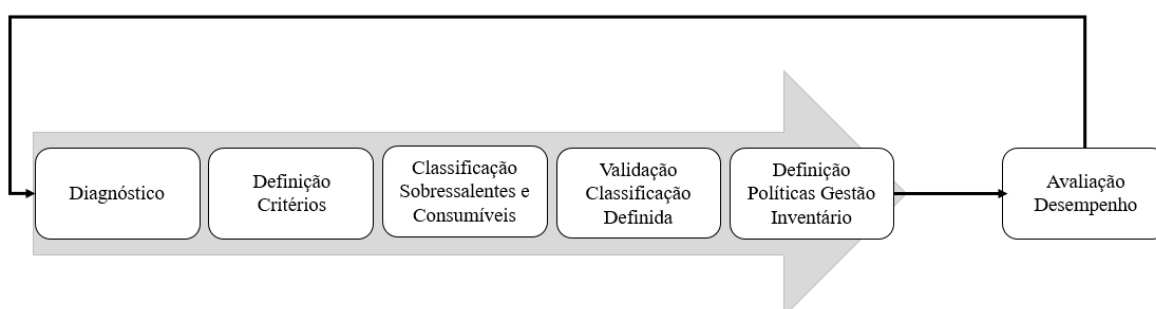 Diagnóstico
Definição
Critérios
Classificação
Sobressalentes e
Consumíveis
Validação
Classificação
Definida
Definição
Políticas Gestão
Inventário
Avaliação
Desempenho